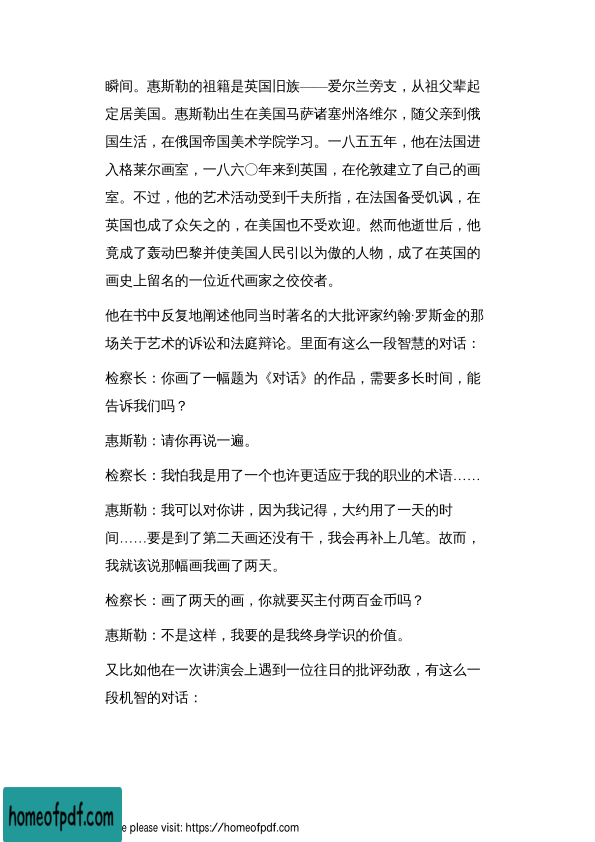 瞬间。惠斯勒的祖籍是英国旧族——爱尔兰旁支，从祖父辈起
定居美国。惠斯勒出生在美国马萨诸塞州洛维尔，随父亲到俄
国生活，在俄国帝国美术学院学习。一八五五年，他在法国进
入格莱尔画室，一八六〇年来到英国，在伦敦建立了自己的画
室。不过，他的艺术活动受到千夫所指，在法国备受饥讽，在
英国也成了众矢之的，在美国也不受欢迎。然而他逝世后，他
竟成了轰动巴黎并使美国人民引以为傲的人物，成了在英国的
画史上留名的一位近代画家之佼佼者。
他在书中反复地阐述他同当时著名的大批评家约翰·罗斯金的那
场关于艺术的诉讼和法庭辩论。里面有这么一段智慧的对话：
检察长：你画了一幅题为《对话》的作品，需要多长时间，能
告诉我们吗？
惠斯勒：请你再说一遍。
检察长：我怕我是用了一个也许更适应于我的职业的术语……
惠斯勒：我可以对你讲，因为我记得，大约用了一天的时
间……要是到了第二天画还没有干，我会再补上几笔。故而，
我就该说那幅画我画了两天。
检察长：画了两天的画，你就要买主付两百金币吗？
惠斯勒：不是这样，我要的是我终身学识的价值。
又比如他在一次讲演会上遇到一位往日的批评劲敌，有这么一
段机智的对话：
homeofpdf.com
please visit: https://homeofpdf.com